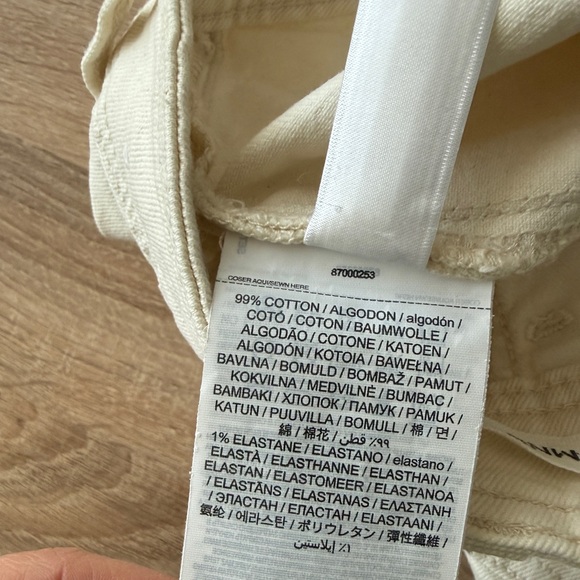 87000253
COSER AQUI/SEWN HERE
99% COTTON / ALGODON / algodón /
COTÓ / COTON / BAUMWOLLE /
ALGODÃO / COTONE / KATOEN /
ALGODÓN / KOTOIA / BAWEŁNA /
BAVLNA / BOMULD / BOMBAŽ / PAMUT /
KOKVILNA / MEDVILNĖ / BUMBAC /
BAMBAKI / ХЛОПОК / ПАМУК / PAMUK /
KATUN / PUUVILLA / BOMULL / 棉 / 면 /
綿 / 棉花 / قطن ٪٩٩
1% ELASTANE / ELASTANO / elastano /
ELASTÀ / ELASTHANNE / ELASTHAN /
ELASTAN / ELASTOMEER / ELASTANOA
/ ELASTĀNS / ELASTANAS / ΕΛΑΣΤΑΝΗ
/ ЭЛАСТАН / ЕЛАСТАН / ELASTAANI /
氨纶 / 에라스탄 / ポリウレタン / 彈性纖維 /
٪١ إيلاستين